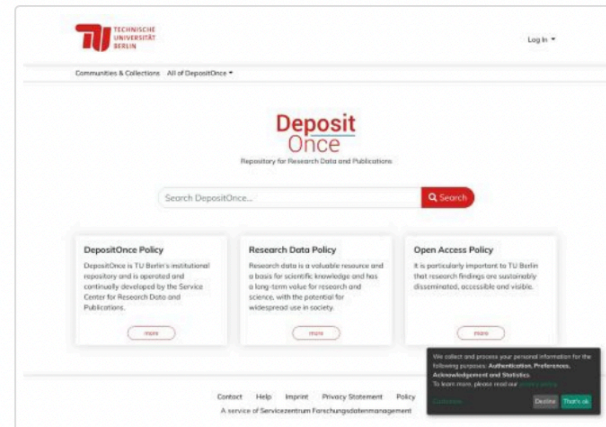 TECHNISCHE
UNIVERSITÄT
BERLIN
Log In
Communities & Collections All of DepositOnce
Deposit
Once
Repository for Research Data and Publications
Search DepositOnce...
Search
DepositOnce Policy
DepositOnce is TU Berlin's institutional
repository and is operated and
continually developed by the Service
Center for Research Data and
Publications.
more
Research Data Policy
Research data is a valuable resource and
a basis for scientific knowledge and has
a long-term value for research and
science, with the potential for
widespread use in society.
more
Open Access Policy
It is particularly important to TU Berlin
that research findings are sustainably
disseminated, accessible and visible.
more
We collect and process your personal information for the
following purposes: Authentication, Preferences,
Acknowledgement and Statistics.
To learn more, please read our privacy policy.
Customize
Decline
That's ok
Contact Help Imprint Privacy Statement Policy
A service of Servicezentrum Forschungsdatenmanagement